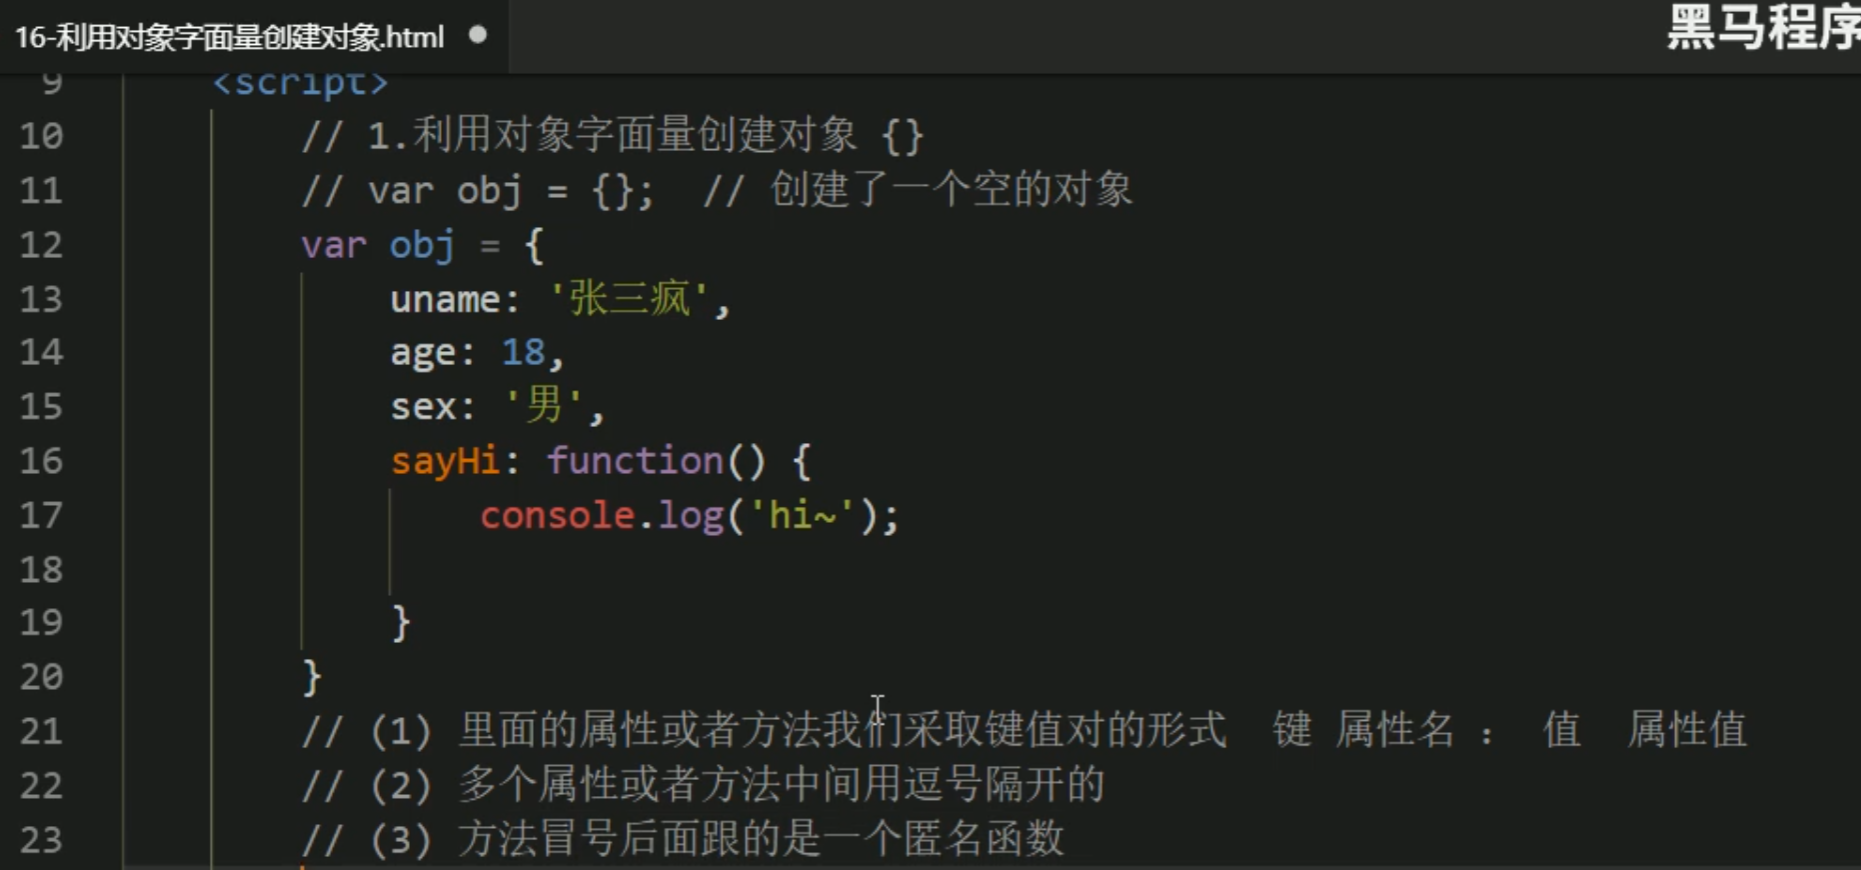 16-利用对象字面量创建对象.html
黑马程序
9 <script>
10 // 1.利用对象字面量创建对象 {}
11 // var obj = {}; // 创建了一个空的对象
12 var obj = {
13 uname: '张三疯',
14 age: 18,
15 sex: '男',
16 sayHi: function() {
17 console.log('hi~');
18
19 }
20 }
21 // (1) 里面的属性或者方法我们采取键值对的形式 键 属性名 ： 值 属性值
22 // (2) 多个属性或者方法中间用逗号隔开的
23 // (3) 方法冒号后面跟的是一个匿名函数